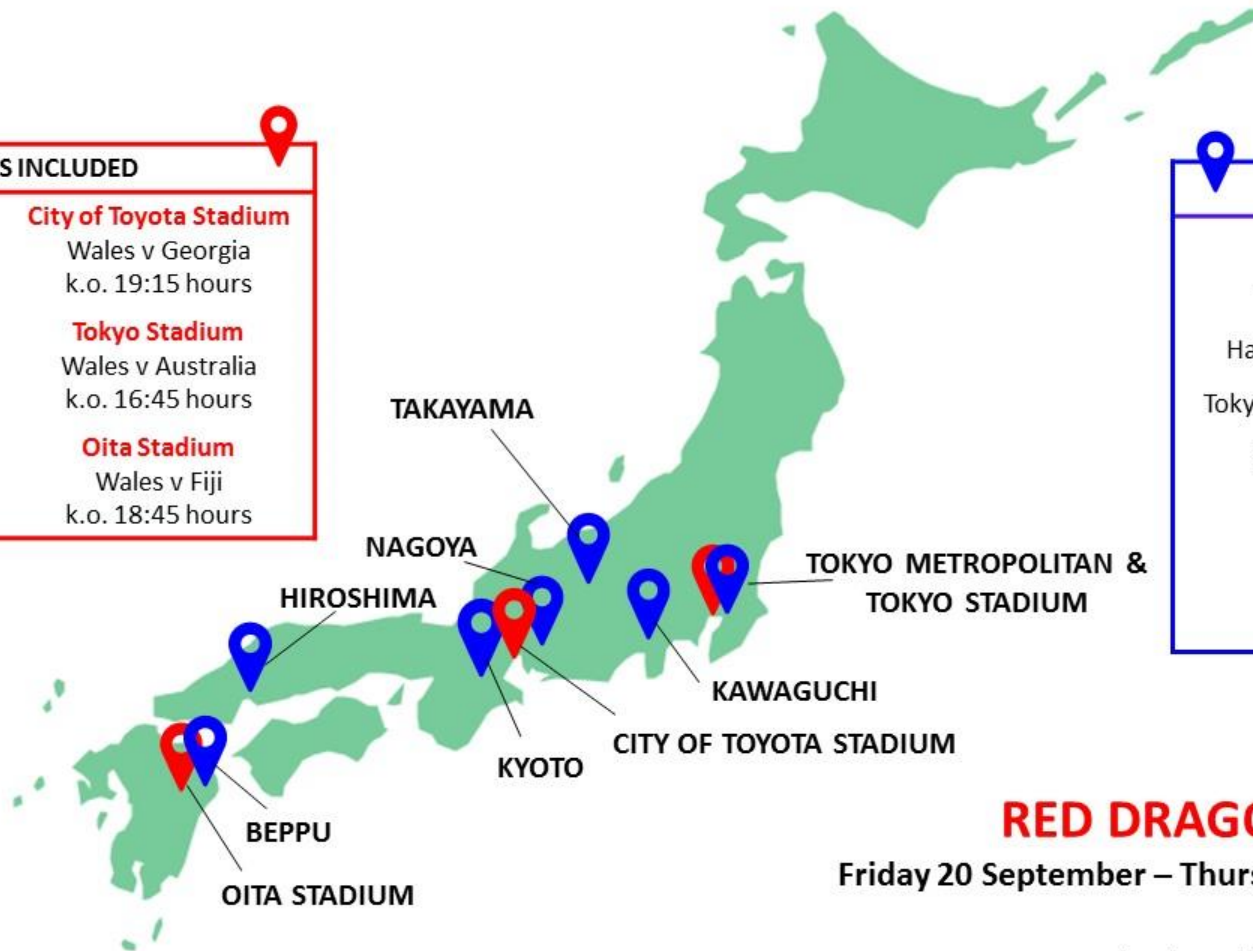 S INCLUDED
City of Toyota Stadium
Wales v Georgia
k.o. 19:15 hours
Tokyo Stadium
Wales v Australia
k.o. 16:45 hours
Oita Stadium
Wales v Fiji
k.o. 18:45 hours
TAKAYAMA
NAGOYA
HIROSHIMA
TOKYO METROPOLITAN &
TOKYO STADIUM
KAWAGUCHI
CITY OF TOYOTA STADIUM
KYOTO
BEPPU
OITA STADIUM
Ha
Toky
RED DRAGO
Friday 20 September – Thurs